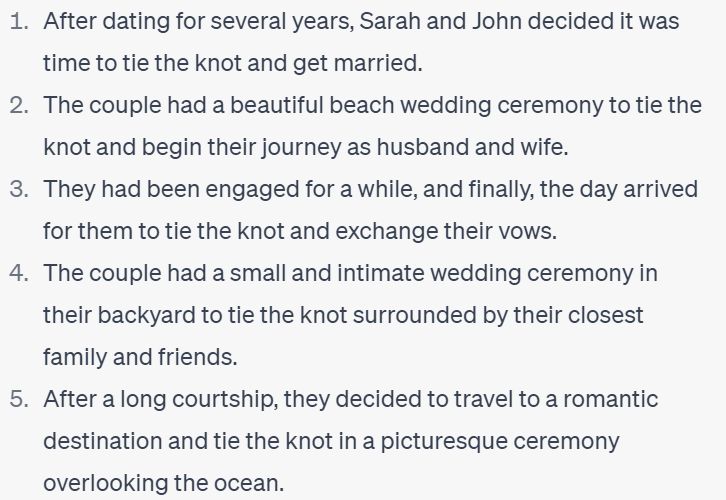 1. After dating for several years, Sarah and John decided it was
time to tie the knot and get married.
2. The couple had a beautiful beach wedding ceremony to tie the
knot and begin their journey as husband and wife.
3. They had been engaged for a while, and finally, the day arrived
for them to tie the knot and exchange their vows.
4. The couple had a small and intimate wedding ceremony in
their backyard to tie the knot surrounded by their closest
family and friends.
5. After a long courtship, they decided to travel to a romantic
destination and tie the knot in a picturesque ceremony
overlooking the ocean.